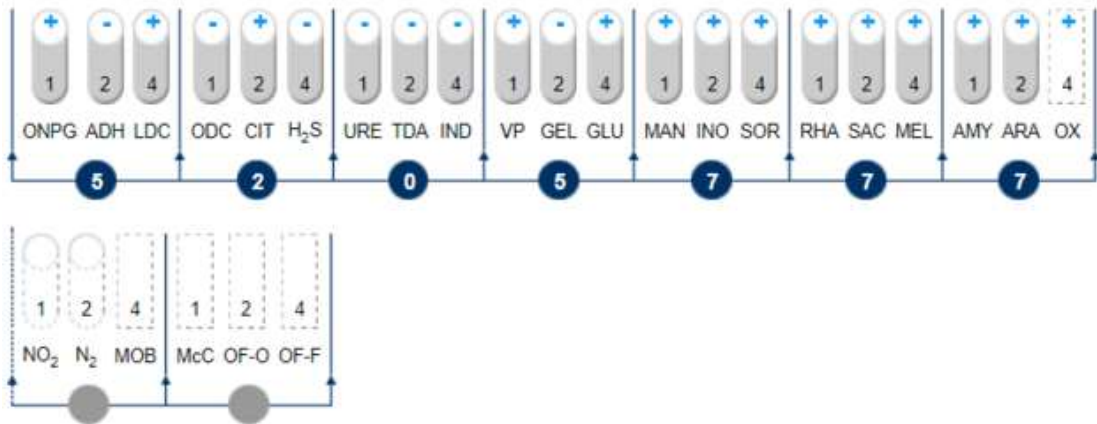 + - + - + - - - - + - + + + + + + + + + +
1 2 4 1 2 4 1 2 4 1 2 4 1 2 4 1 2 4 1 2 4
ONPG ADH LDC ODC CIT H₂S URE TDA IND VP GEL GLU MAN INO SOR RHA SAC MEL AMY ARA OX
5 2 0 5 7 7 7
1 2 4 1 2 4
NO₂ N₂ MOB McC OF-O OF-F